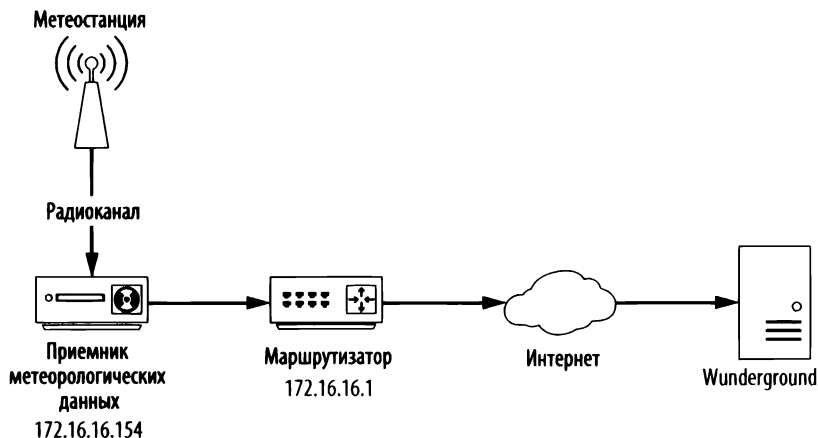 Метеостанция
Радиоканал
Приемник
метеорологических
данных
172.16.16.154
Маршрутизатор
172.16.16.1
Интернет
Wunderground